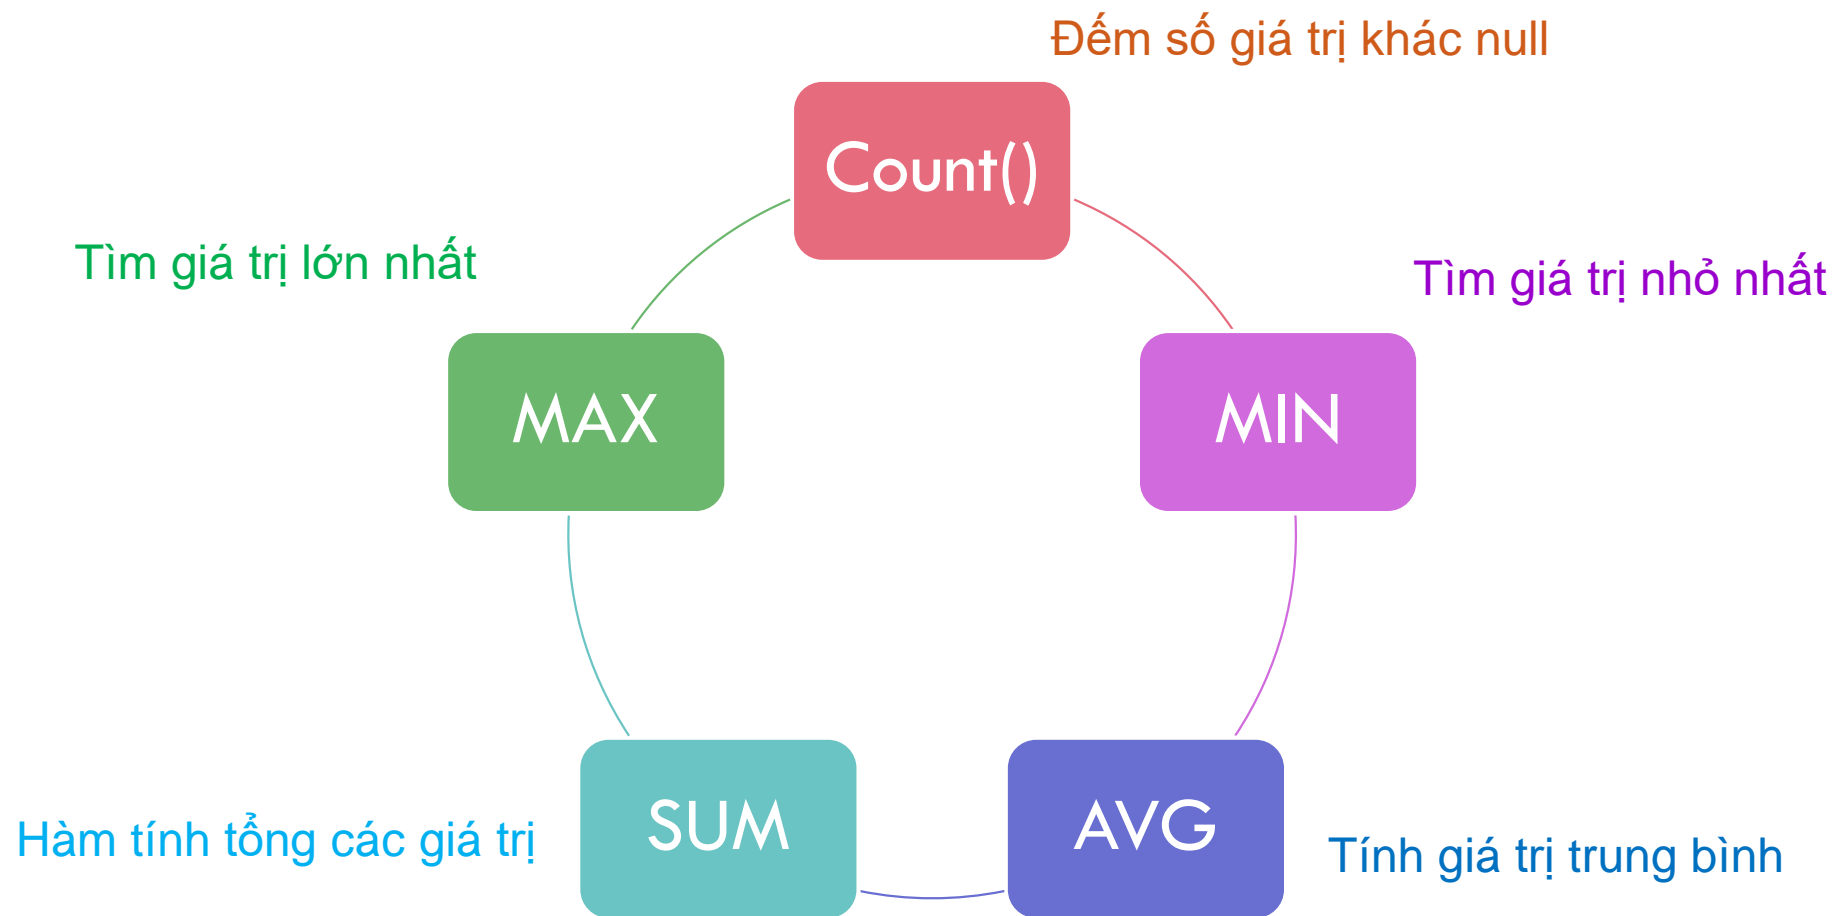 Đếm số giá trị khác null
Count()
Tìm giá trị lớn nhất
Tìm giá trị nhỏ nhất
MAX
MIN
SUM
AVG
Hàm tính tổng các giá trị
Tính giá trị trung bình